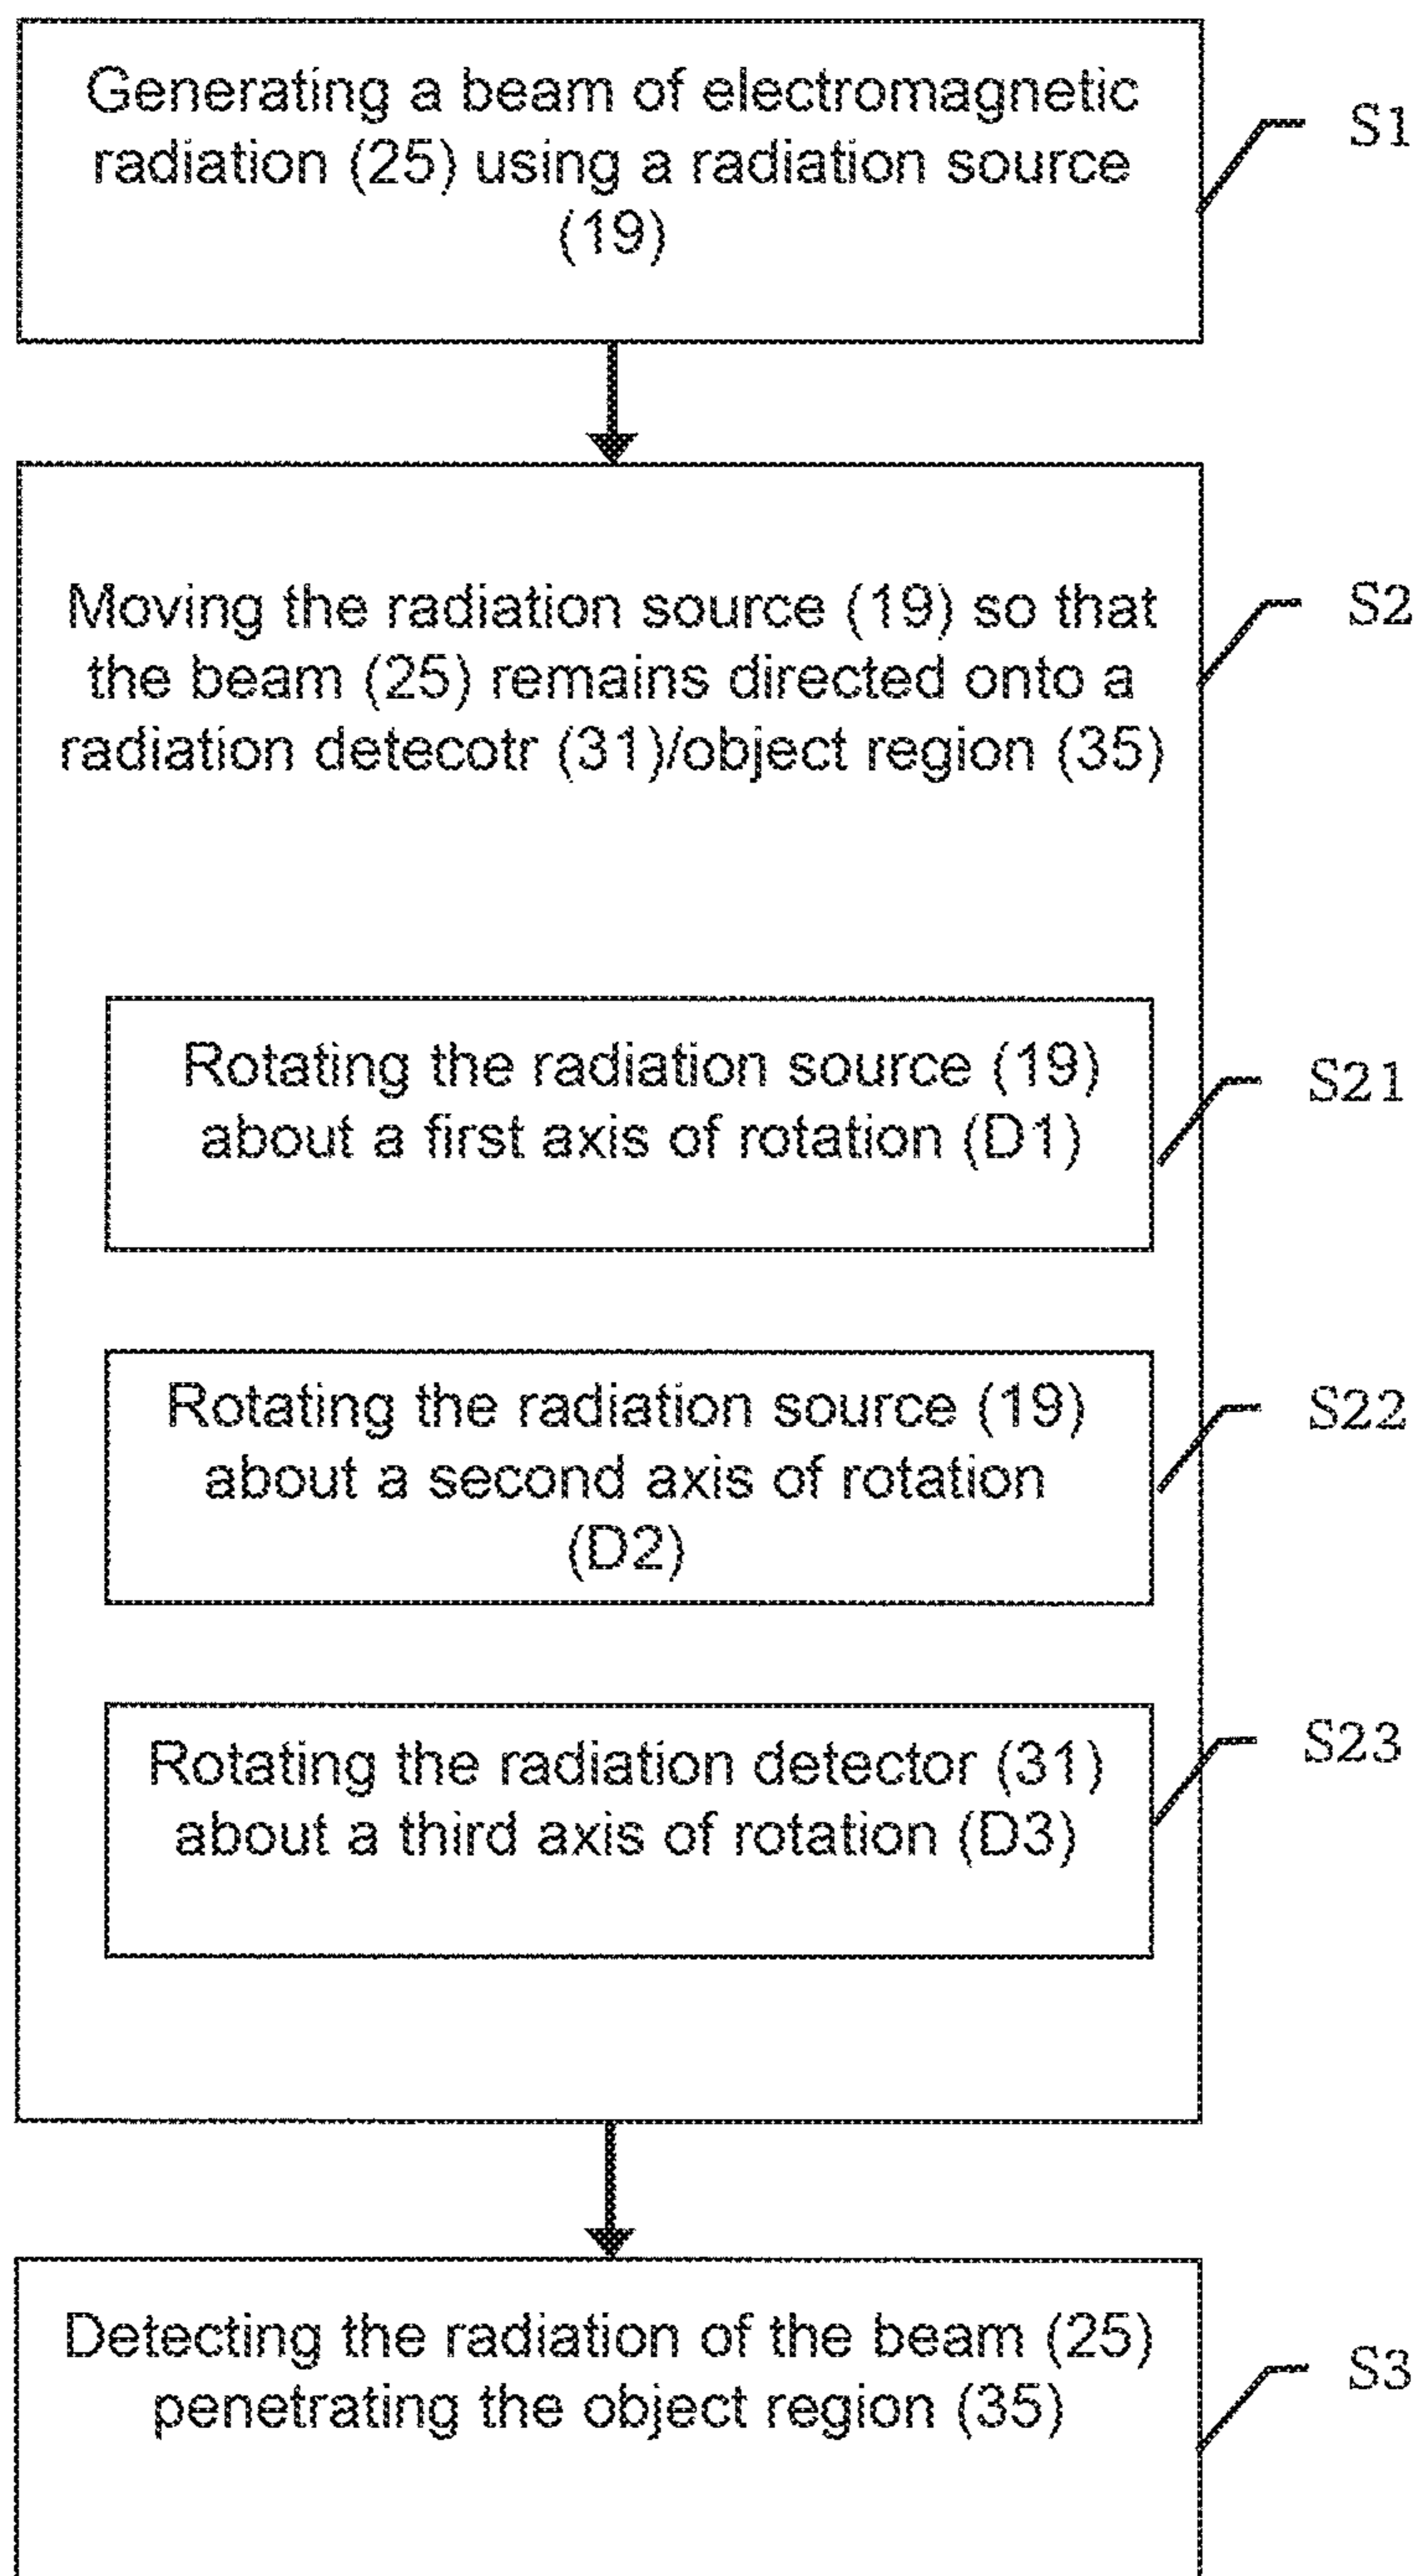 Generating a beam of electromagnetic
radiation (25) using a radiation source
(19)
S1
Moving the radiation source (19) so that
the beam (25) remains directed onto a
radiation detecotr (31)/object region (35)
S2
Rotating the radiation source (19)
about a first axis of rotation (D1)
S21
Rotating the radiation source (19)
about a second axis of rotation
(D2)
S22
Rotating the radiation detector (31)
about a third axis of rotation (D3)
S23
Detecting the radiation of the beam (25)
penetrating the object region (35)
S3